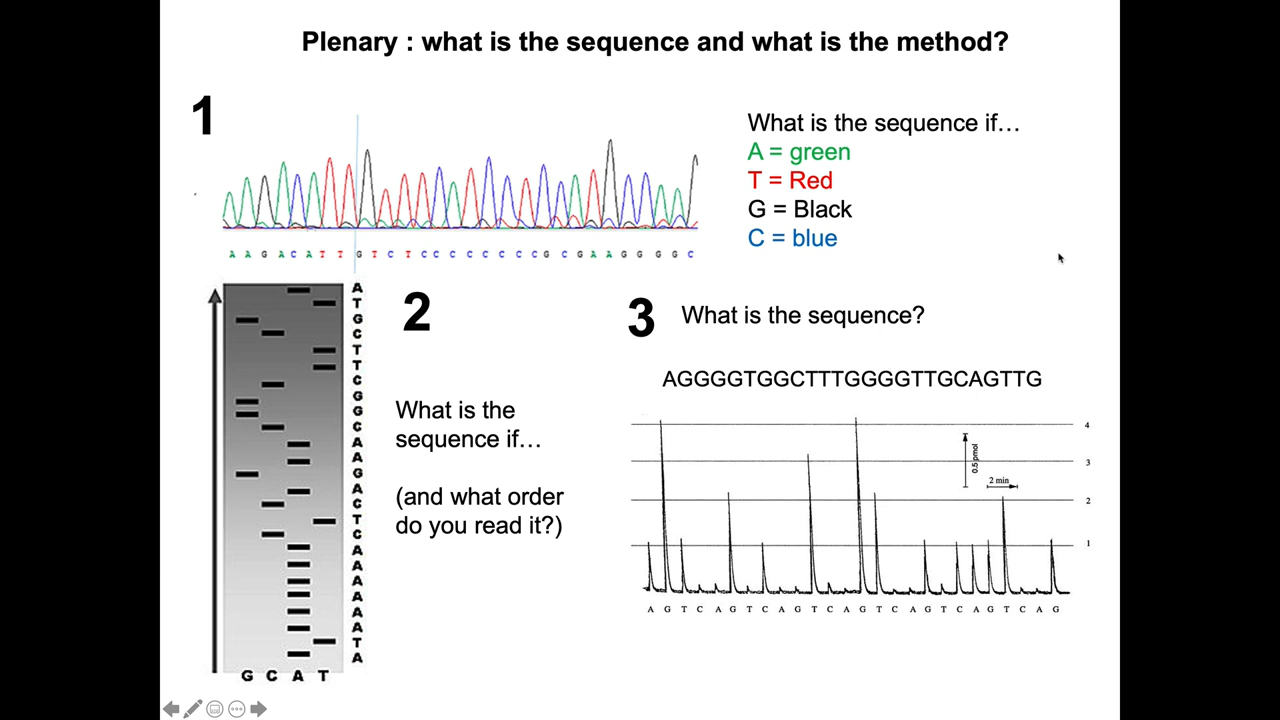 Plenary : what is the sequence and what is the method?
1
What is the sequence if…
A = green
T = Red
G = Black
C = blue
A A G A C A T T G T C T C C C C C C C C G C G A A G G G G C
2
What is the
sequence if…
(and what order
do you read it?)
A
T
G
C
T
T
C
G
G
C
A
A
G
A
C
T
C
A
A
A
A
A
A
T
A
G C A T
3
What is the sequence?
AGGGGTGGCTTTGGGGTTGCAGTTG
4
3
2
1
0.5 pmol
2 min
A G T C A G T C A G T C A G T C A G T C A G T C A G